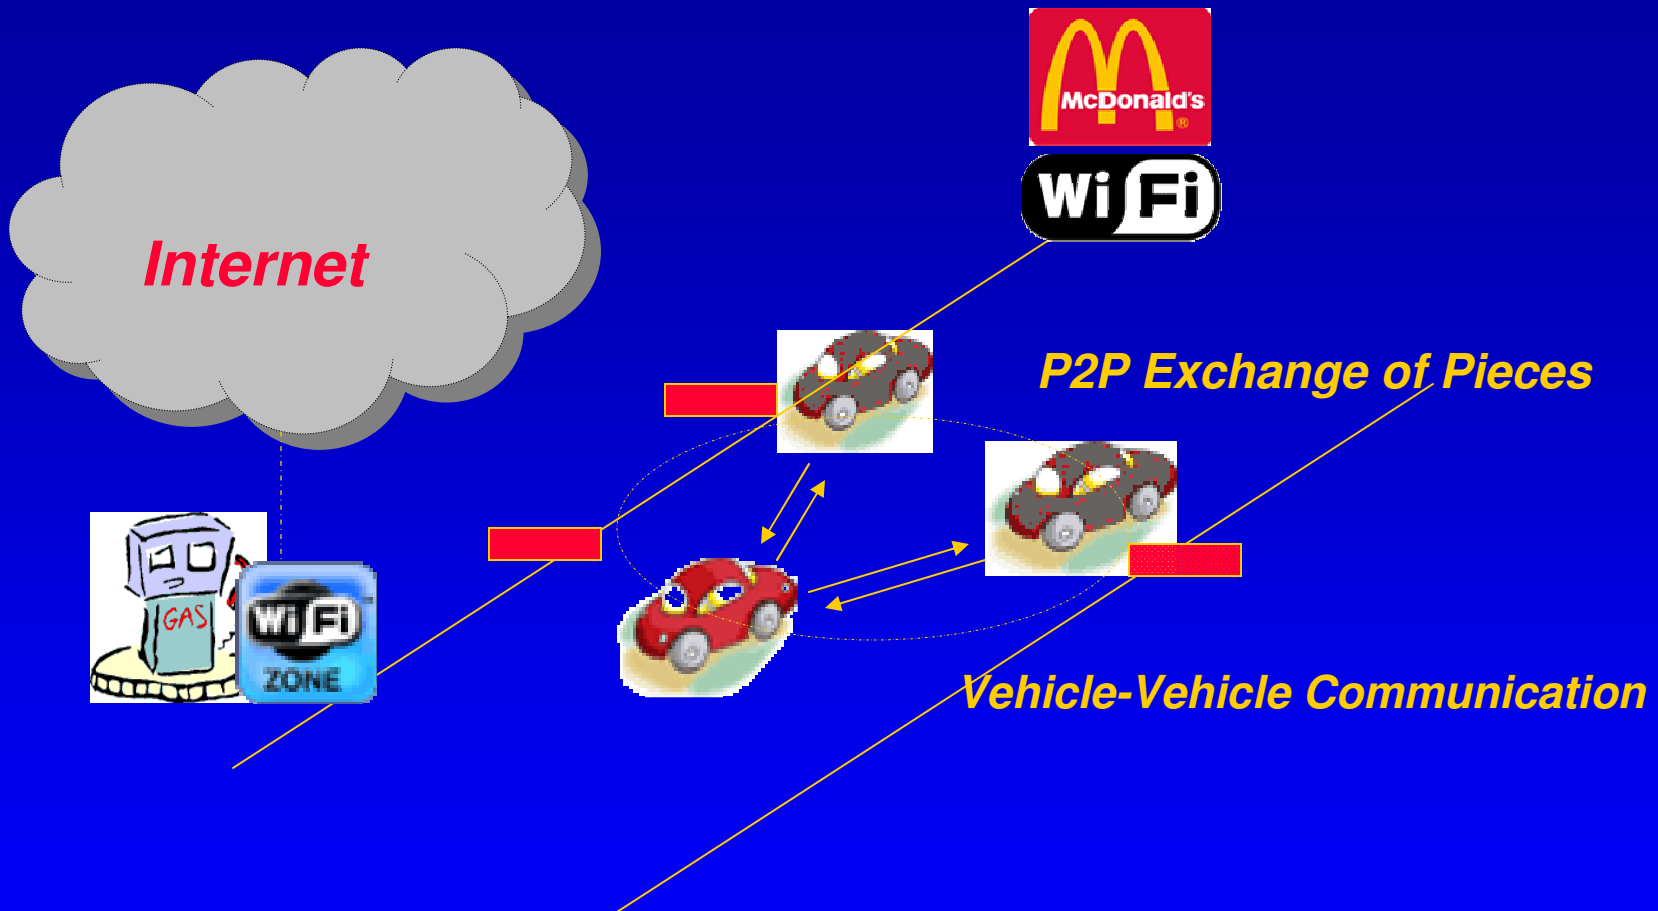 McDonald's
®
Wi Fi
Internet
P2P Exchange of Pieces
GAS
Wi Fi
ZONE
Vehicle-Vehicle Communication